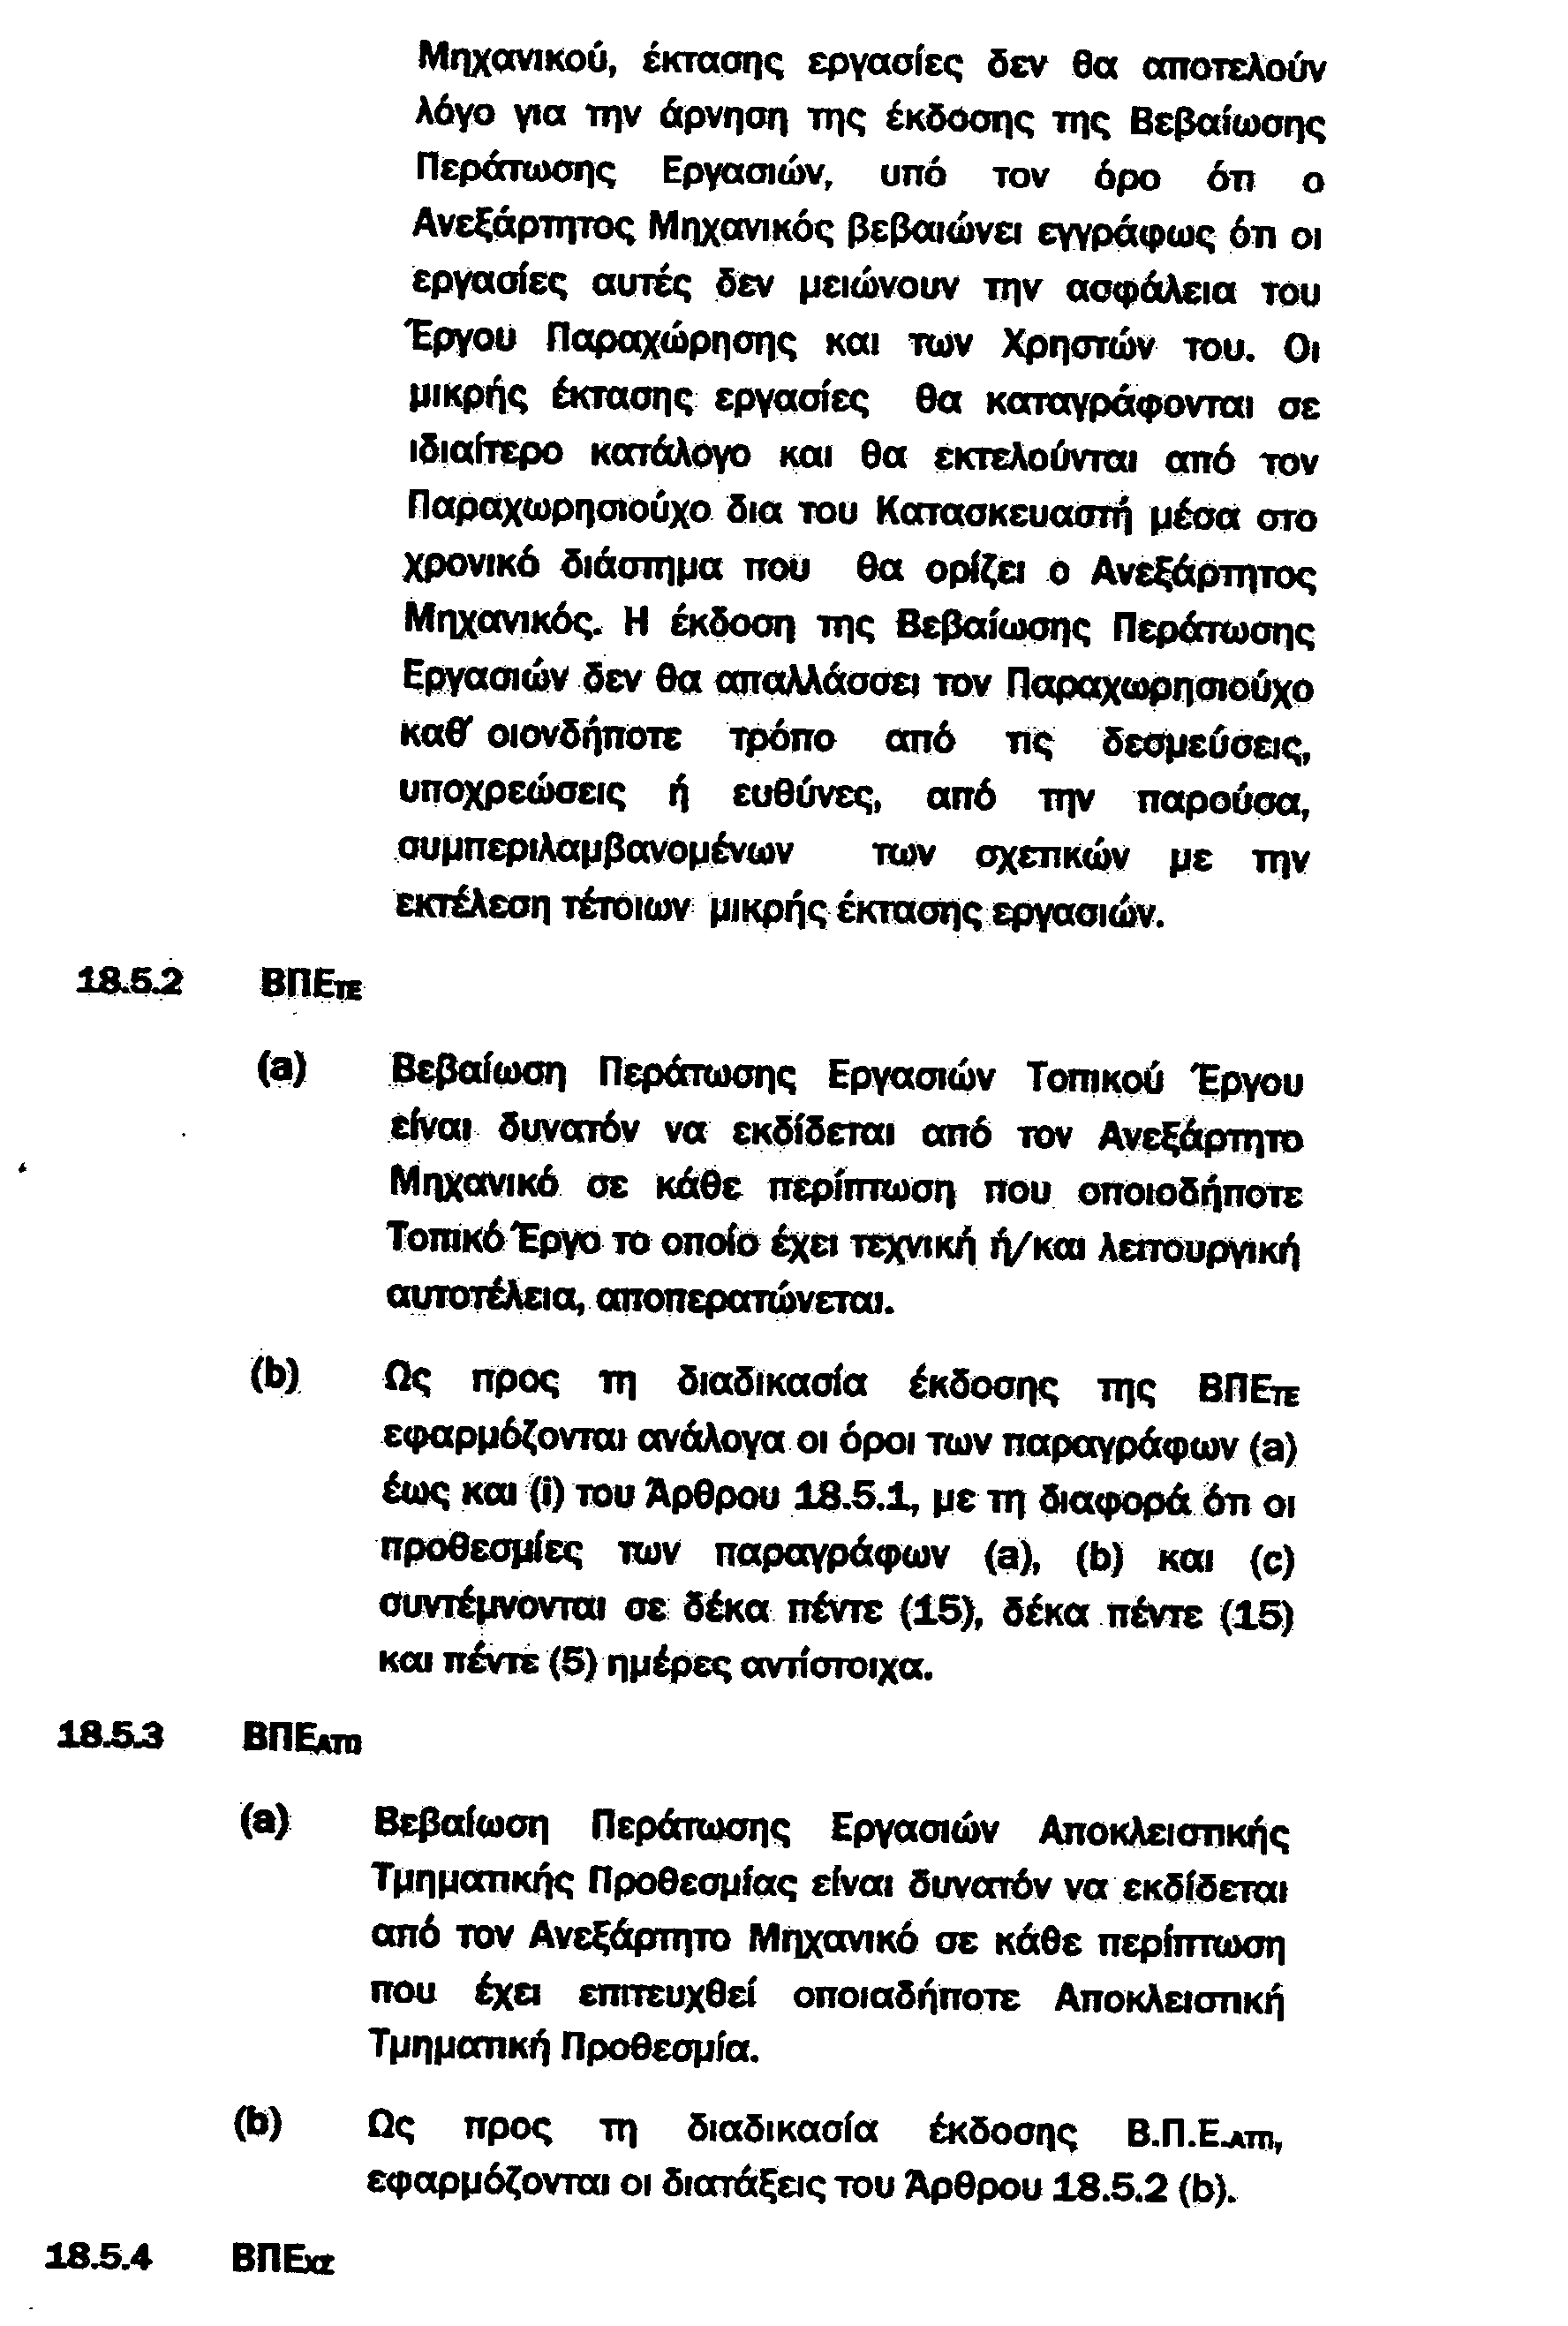 Μηχανικού, έκτασης εργασίες δεν θα αποτελούν
λόγο για την άρνηση της έκδοσης της Βεβαίωσης
Περάτωσης Εργασιών, υπό τον όρο ότι ο
Ανεξάρτητος Μηχανικός βεβαιώνει εγγράφως ότι οι
εργασίες αυτές δεν μειώνουν την ασφάλεια του
Έργου Παραχώρησης και των Χρηστών του. Οι
μικρής έκτασης εργασίες θα καταγράφονται σε
ιδιαίτερο κατάλογο και θα εκτελούνται από τον
Παραχωρησιούχο δια του Κατασκευαστή μέσα στο
χρονικό διάστημα που θα ορίζει ο Ανεξάρτητος
Μηχανικός. Η έκδοση της Βεβαίωσης Περάτωσης
Εργασιών δεν θα απαλλάσσει τον Παραχωρησιούχο
καθ' οιονδήποτε τρόπο από τις δεσμεύσεις,
υποχρεώσεις ή ευθύνες, από την παρούσα,
συμπεριλαμβανομένων των σχετικών με την
εκτέλεση τέτοιων μικρής έκτασης εργασιών.
18.5.2 ΒΠΕΤΕ
(a) Βεβαίωση Περάτωσης Εργασιών Τοπικού Έργου
είναι δυνατόν να εκδίδεται από τον Ανεξάρτητο
Μηχανικό σε κάθε περίπτωση που οποιοδήποτε
Τοπικό Έργο το οποίο έχει τεχνική ή/και λειτουργική
αυτοτέλεια, αποπερατώνεται.
(b) Ως προς τη διαδικασία έκδοσης της ΒΠΕΤΕ
εφαρμόζονται ανάλογα οι όροι των παραγράφων (a)
έως και (i) του Άρθρου 18.5.1, με τη διαφορά ότι οι
προθεσμίες των παραγράφων (a), (b) και (c)
συντέμνονται σε δέκα πέντε (15), δέκα πέντε (15)
και πέντε (5) ημέρες αντίστοιχα.
18.5.3 ΒΠΕΑΤΠ
(a) Βεβαίωση Περάτωσης Εργασιών Αποκλειστικής
Τμηματικής Προθεσμίας είναι δυνατόν να εκδίδεται
από τον Ανεξάρτητο Μηχανικό σε κάθε περίπτωση
που έχει επιτευχθεί οποιαδήποτε Αποκλειστική
Τμηματική Προθεσμία.
(b) Ως προς τη διαδικασία έκδοσης Β.Π.Ε.ΑΤΠ,
εφαρμόζονται οι διατάξεις του Άρθρου 18.5.2 (b).
18.5.4 ΒΠΕΧΣ